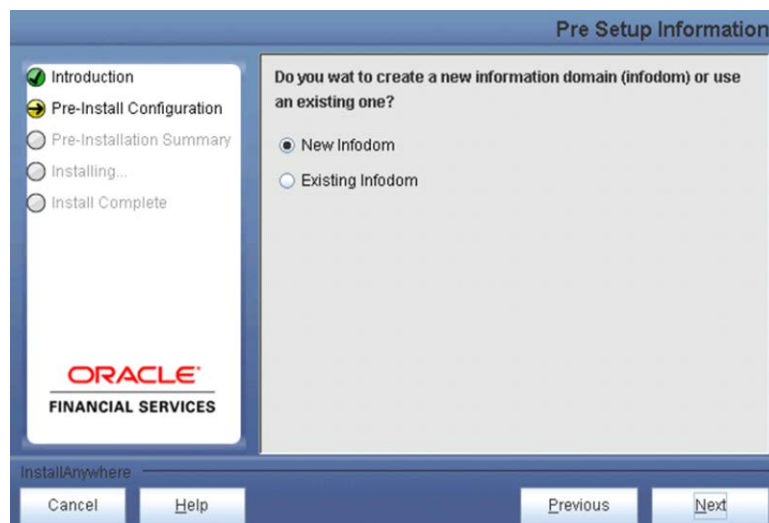 Pre Setup Information
Introduction
Pre-Install Configuration
Pre-Installation Summary
Installing...
Install Complete
ORACLE
FINANCIAL SERVICES
Do you wat to create a new information domain (infodom) or use
an existing one?
New Infodom
Existing Infodom
InstallAnywhere
Cancel
Help
Previous
Next